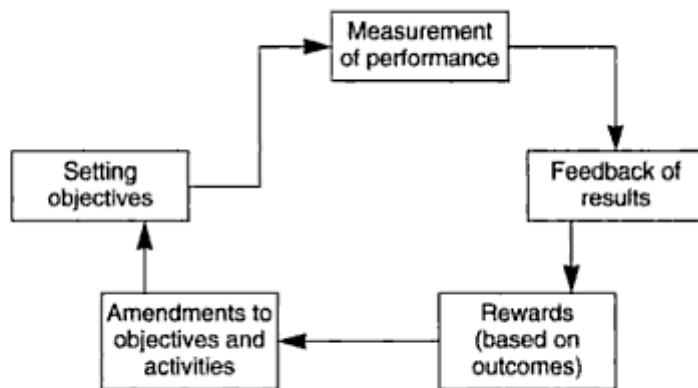 Measurement
of performance
Setting
objectives
Feedback of
results
Amendments to
objectives and
activities
Rewards
(based on
outcomes)